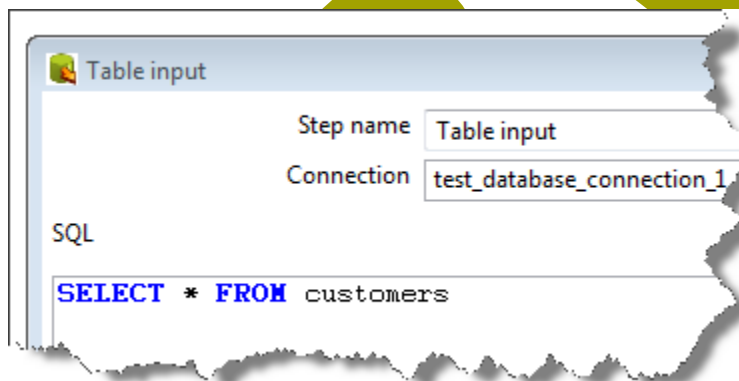 Table input
Step name Table input
Connection test_database_connection_1
SQL
SELECT * FROM customers